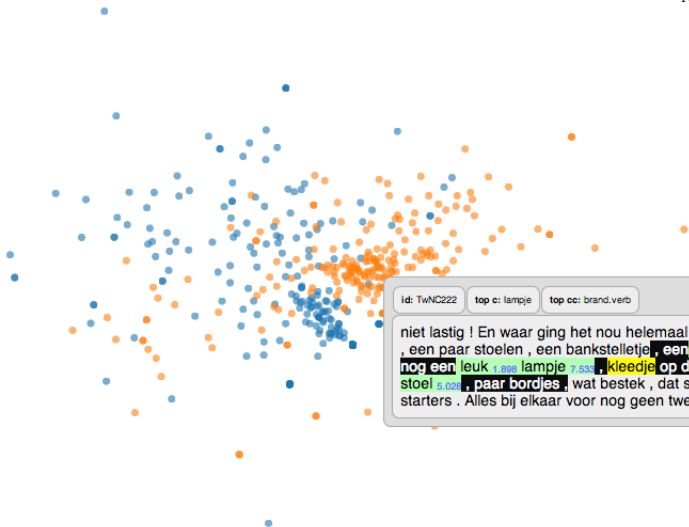 id: TwNC222 top c: lampje top cc: brand.verb
niet lastig ! En waar ging het nou helemaal
, een paar stoelen , een bankstelletje , een
nog een leuk 1.898 lampje 7.533 , kleedje op d
stoel 5.028 , paar bordjes , wat bestek , dat s
starters . Alles bij elkaar voor nog geen twe